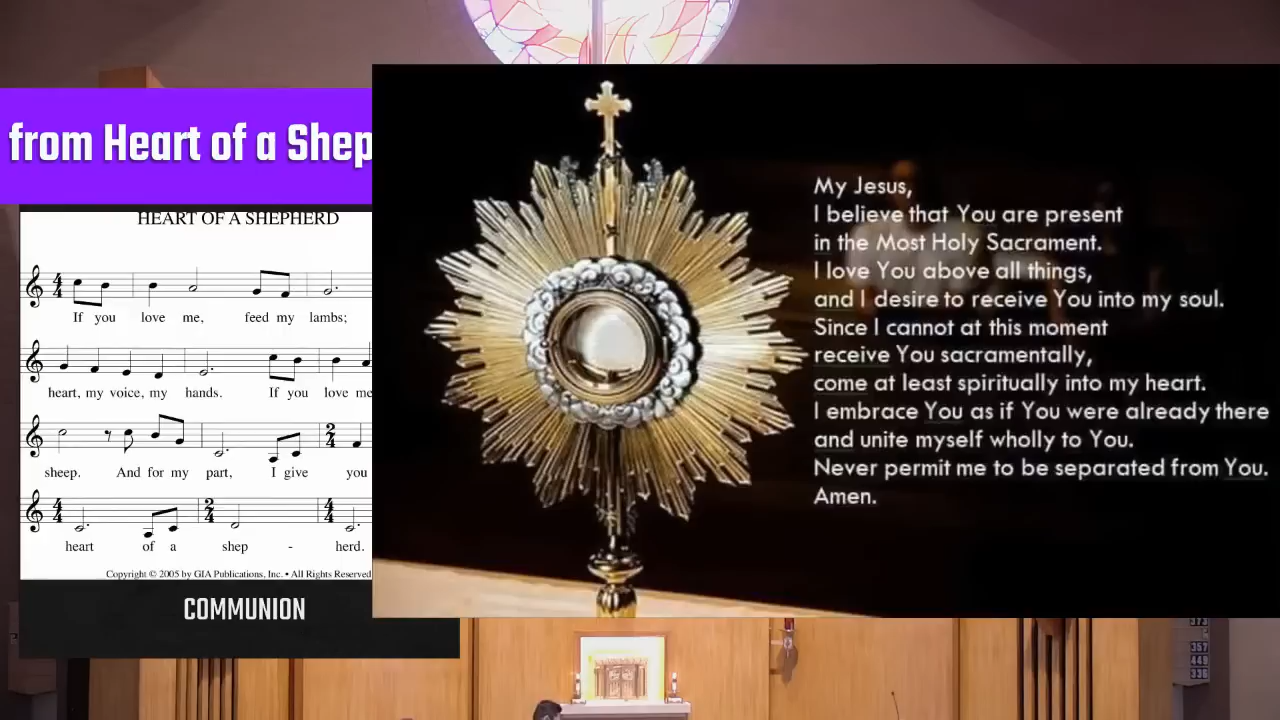 from Heart of a Shep
HEART OF A SHEPHERD
If you love me, feed my lambs;
heart, my voice, my hands. If you love me
sheep. And for my part, I give you
heart of a shep - herd.
Copyright © 2005 by GIA Publications, Inc. • All Rights Reserved
COMMUNION
My Jesus,
I believe that You are present
in the Most Holy Sacrament.
I love You above all things,
and I desire to receive You into my soul.
Since I cannot at this moment
receive You sacramentally,
come at least spiritually into my heart.
I embrace You as if You were already there
and unite myself wholly to You.
Never permit me to be separated from You.
Amen.
357
449
336